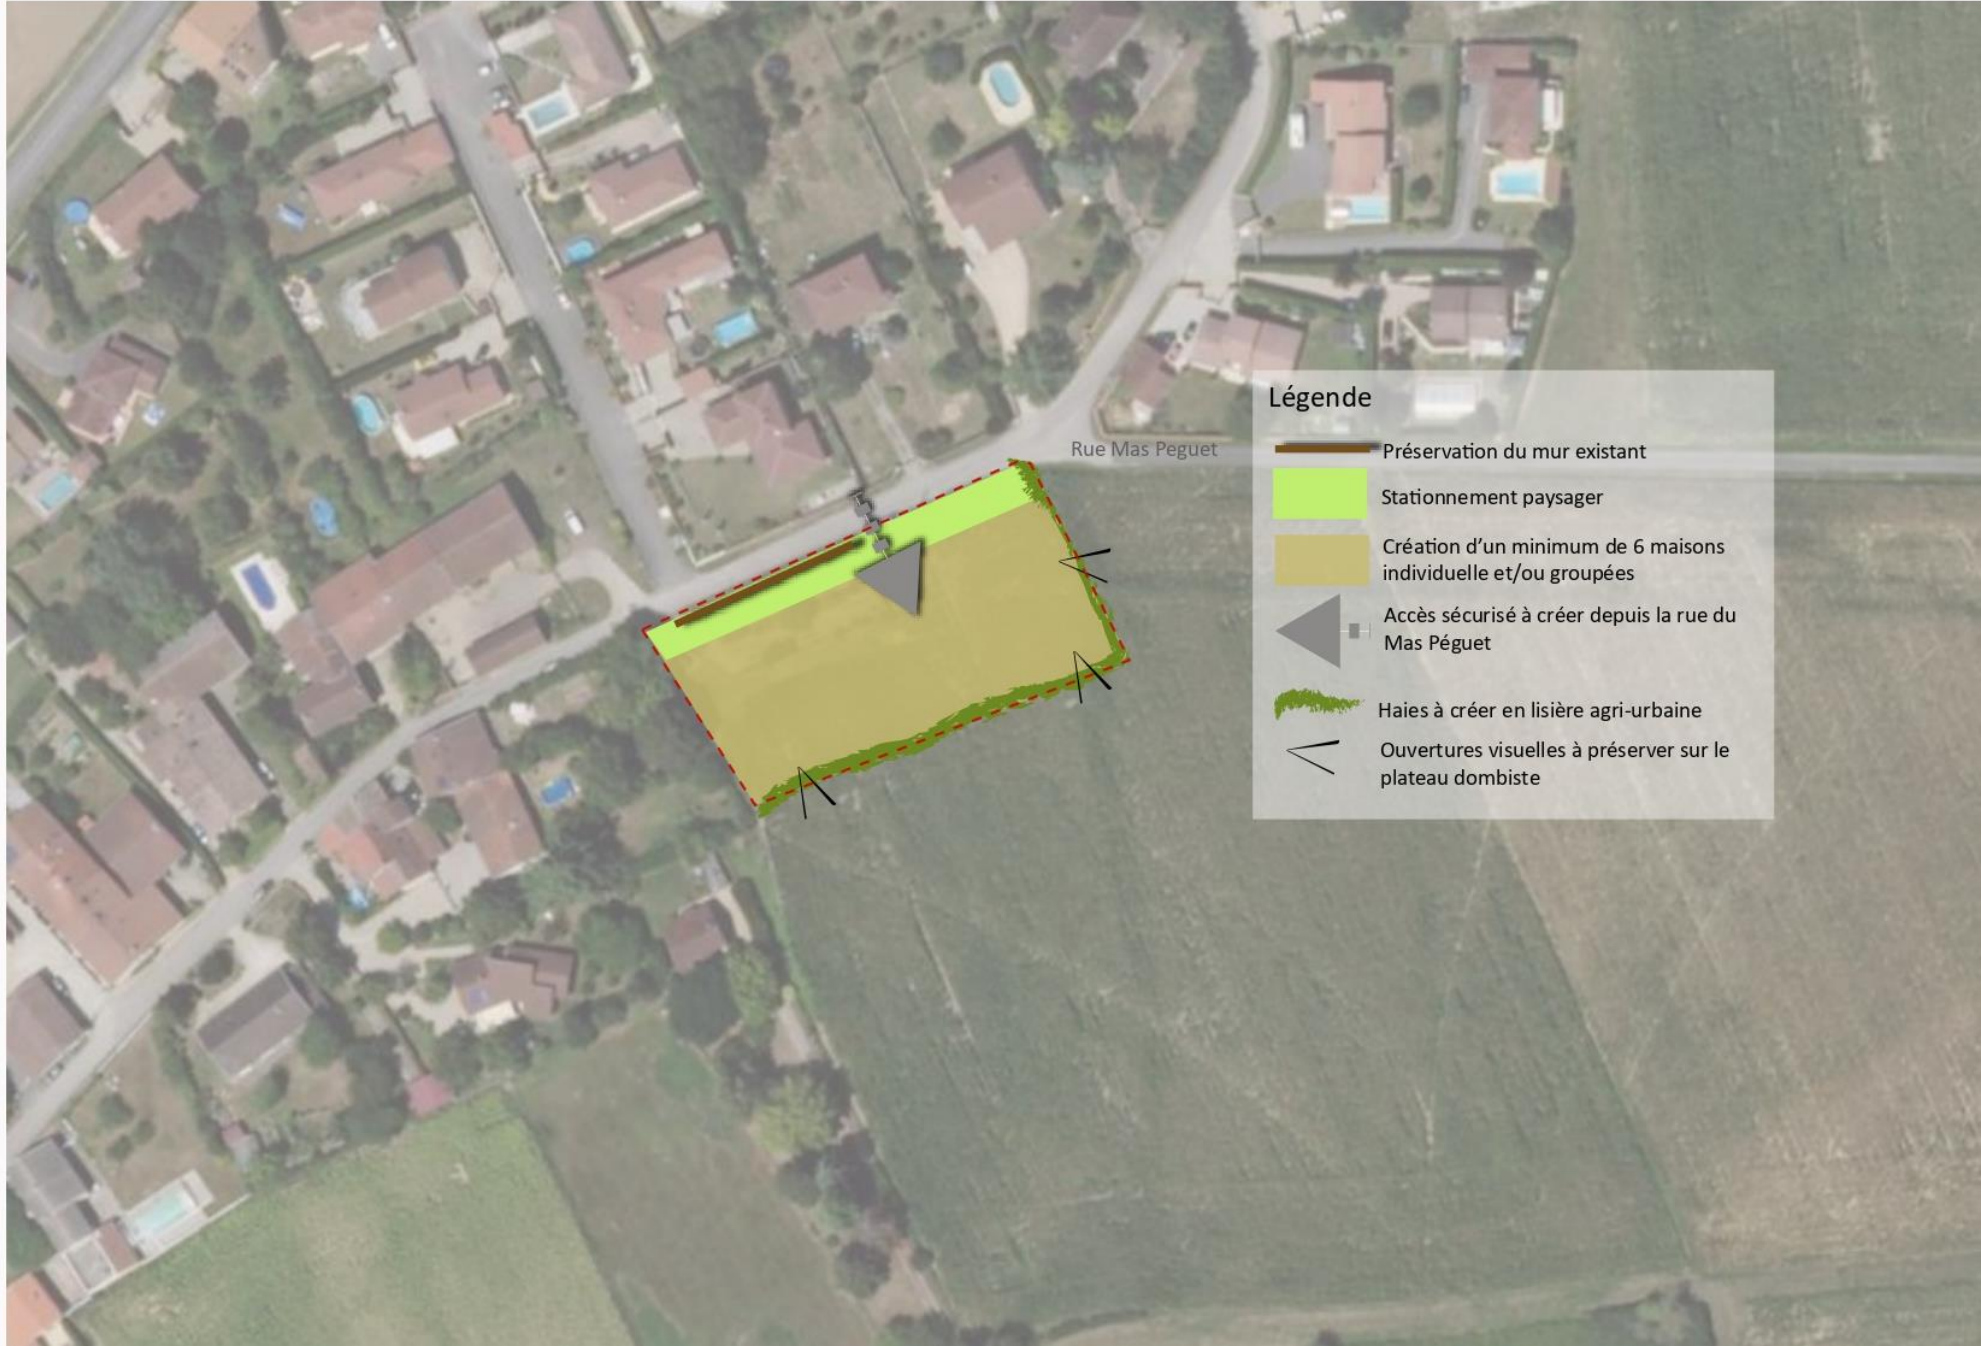 Rue Mas Peguet
Légende
Préservation du mur existant
Stationnement paysager
Création d'un minimum de 6 maisons
individuelle et/ou groupées
Accès sécurisé à créer depuis la rue du
Mas Péguet
Haies à créer en lisière agri-urbaine
Ouvertures visuelles à préserver sur le
plateau dombiste